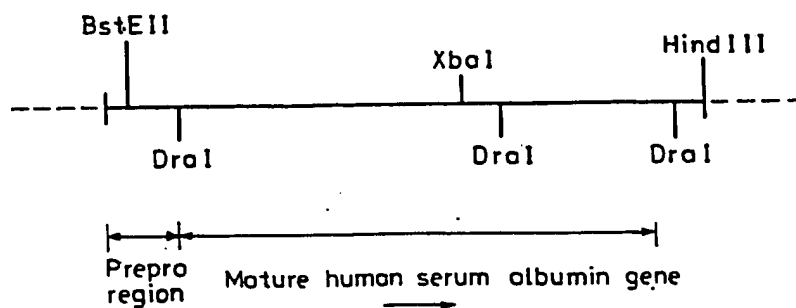 BstEII
XbaI
HindIII
DraI
DraI
DraI
Prepro
region
Mature human serum albumin gene